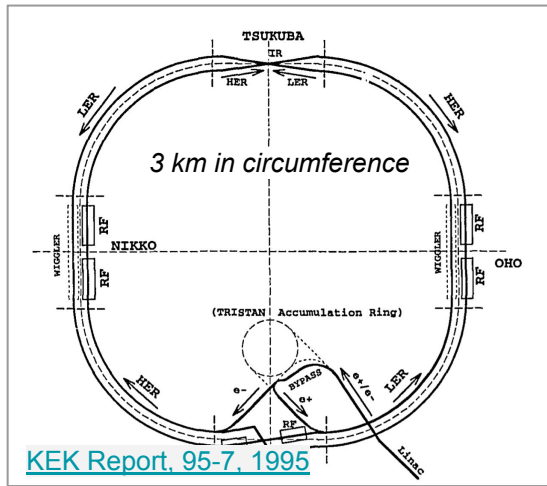 TSUKUBA
IR
HER
LER
LER
HER
3 km in circumference
RF
RF
WIGGLER
NIKKO
WIGGLER
RF
RF
OHO
(TRISTAN Accumulation Ring)
HER
e-
BYPASS
e+
e+/e-
LER
RF
Linac
KEK Report, 95-7, 1995